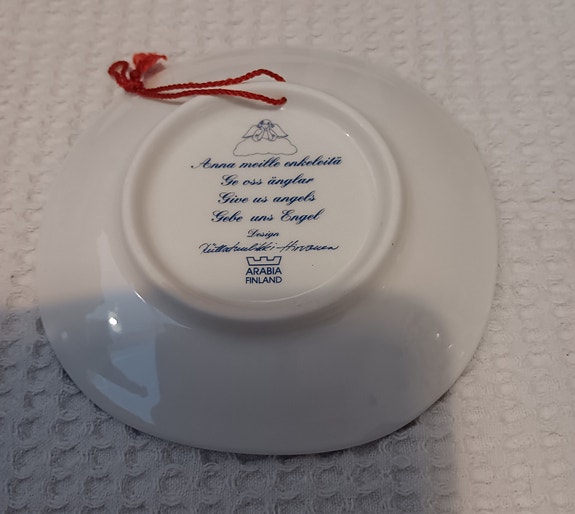 Anna meille enkeleitä
Ge oss änglar
Give us angels
Gebe uns Engel
Design
ARABIA
FINLAND